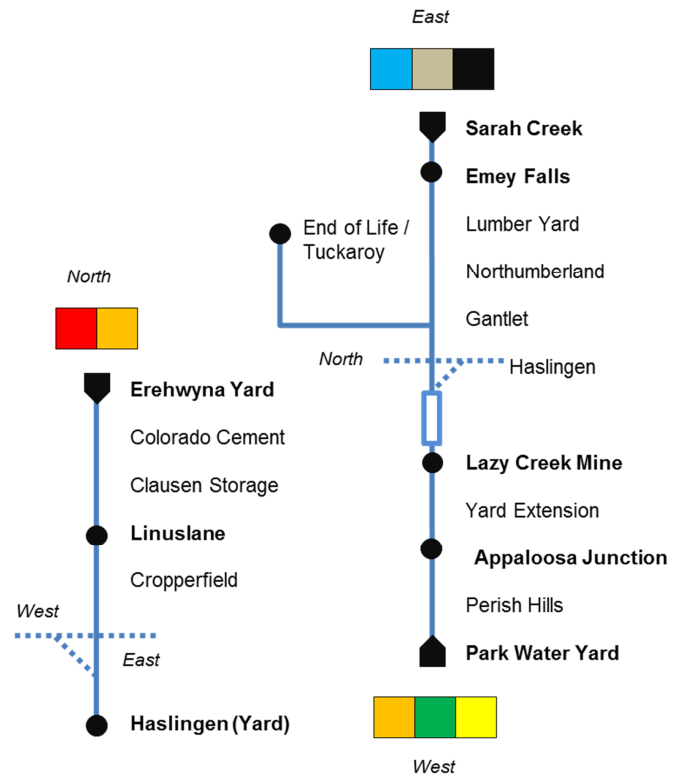 East
Sarah Creek
Emey Falls
End of Life /
Tuckaroy
Lumber Yard
Northumberland
Gantlet
North
Haslingen
Lazy Creek Mine
Yard Extension
Appaloosa Junction
Perish Hills
Park Water Yard
West
North
Erehwyna Yard
Colorado Cement
Clausen Storage
Linuslane
Cropperfield
West
East
Haslingen (Yard)